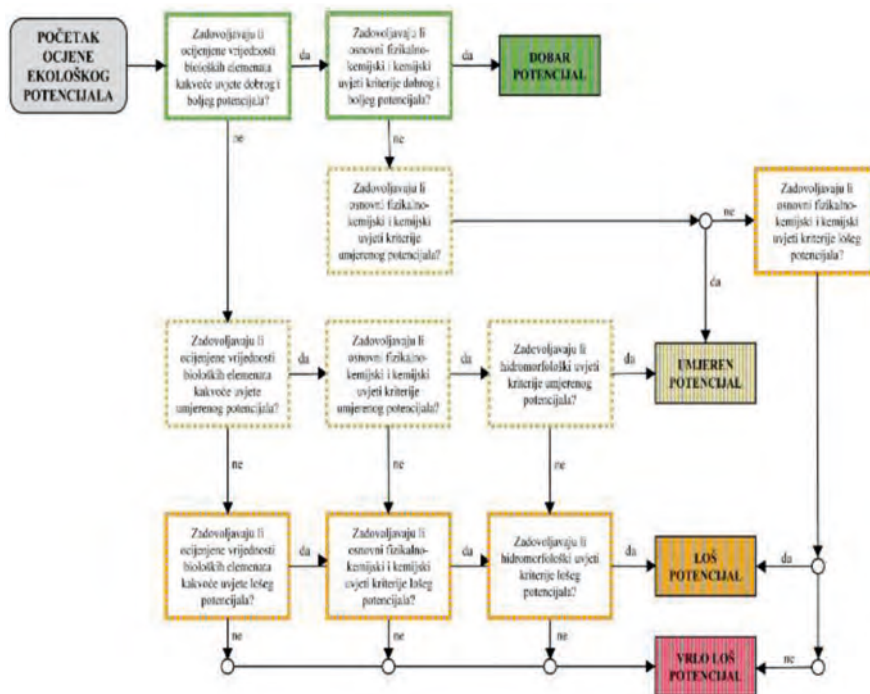 POČETAK
OCJENE
EKOLOŠKOG
POTENCIJALA
Zadovoljavaju li
ocijenjene vrijednosti
bioloških elemenata
kakvoće uvjete dobrog i
boljeg potencijala?
da
Zadovoljavaju li
osnovni fizikalno-
kemijski i kemijski
uvjeti kriterije dobrog i
boljeg potencijala?
da
DOBAR
POTENCIJAL
ne
ne
Zadovoljavaju li
osnovni fizikalno-
kemijski i kemijski
uvjeti kriterije
umjerenog potencijala?
ne
Zadovoljavaju li
osnovni fizikalno-
kemijski i kemijski
uvjeti kriterije lošeg
potencijala?
da
Zadovoljavaju li
ocijenjene vrijednosti
bioloških elemenata
kakvoće uvjete
umjerenog potencijala?
da
Zadovoljavaju li
osnovni fizikalno-
kemijski i kemijski
uvjeti kriterije
umjerenog potencijala?
da
Zadovoljavaju li
hidromorfološki uvjeti
kriterije umjerenog
potencijala?
da
UMJEREN
POTENCIJAL
ne
ne
ne
Zadovoljavaju li
ocijenjene vrijednosti
bioloških elemenata
kakvoće uvjete lošeg
potencijala?
da
Zadovoljavaju li
osnovni fizikalno-
kemijski i kemijski
uvjeti kriterije lošeg
potencijala?
da
Zadovoljavaju li
hidromorfološki uvjeti
kriterije lošeg
potencijala?
da
LOŠ
POTENCIJAL
da
ne
ne
ne
VRLO LOŠ
POTENCIJAL
ne